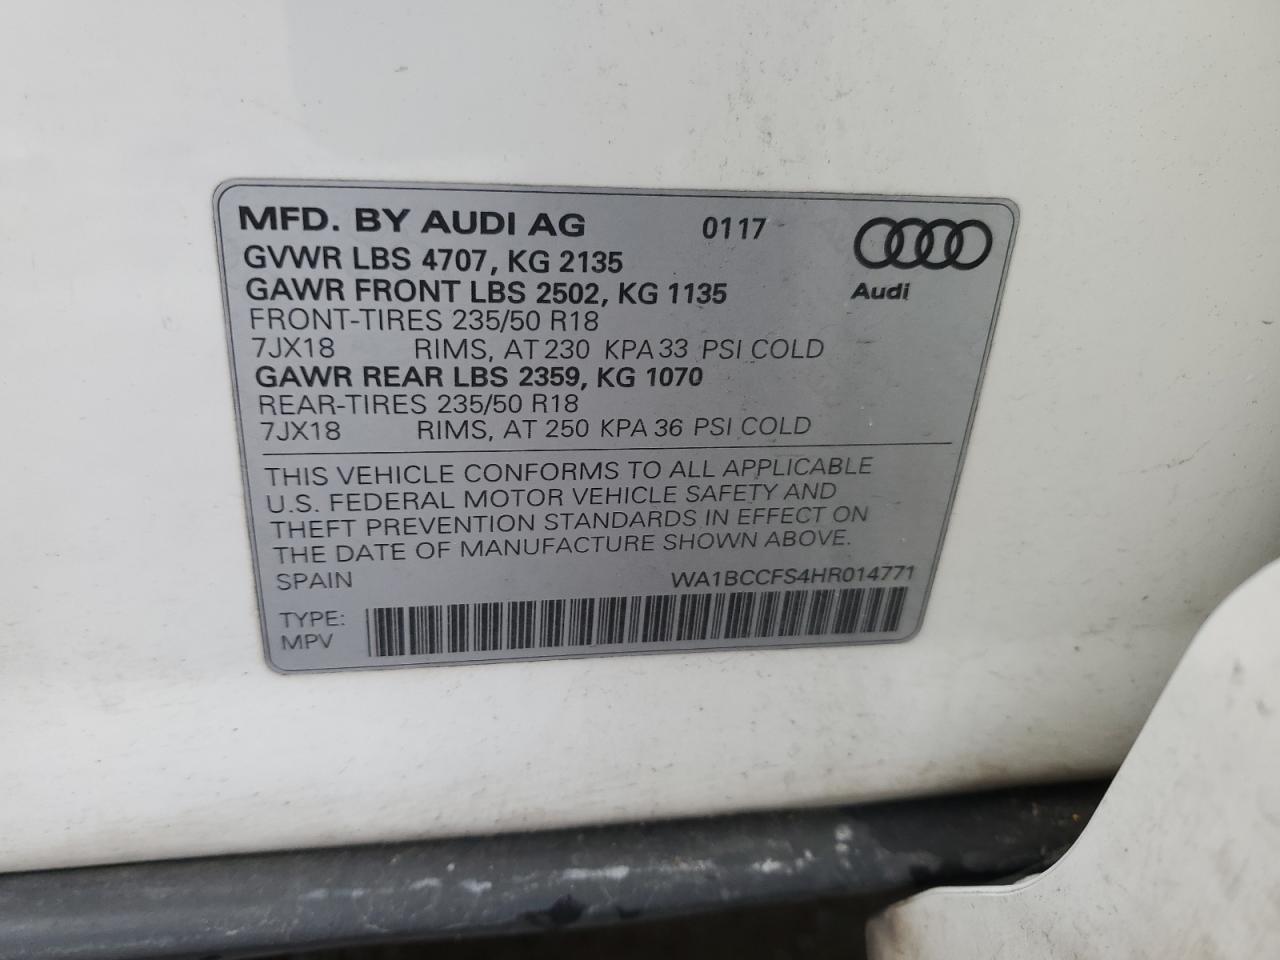 MFD. BY AUDI AG 0117
GVWR LBS 4707, KG 2135
GAWR FRONT LBS 2502, KG 1135
Audi
FRONT-TIRES 235/50 R18
7JX18 RIMS, AT 230 KPA 33 PSI COLD
GAWR REAR LBS 2359, KG 1070
REAR-TIRES 235/50 R18
7JX18 RIMS, AT 250 KPA 36 PSI COLD
THIS VEHICLE CONFORMS TO ALL APPLICABLE
U.S. FEDERAL MOTOR VEHICLE SAFETY AND
THEFT PREVENTION STANDARDS IN EFFECT ON
THE DATE OF MANUFACTURE SHOWN ABOVE.
SPAIN WA1BCCFS4HR014771
TYPE:
MPV